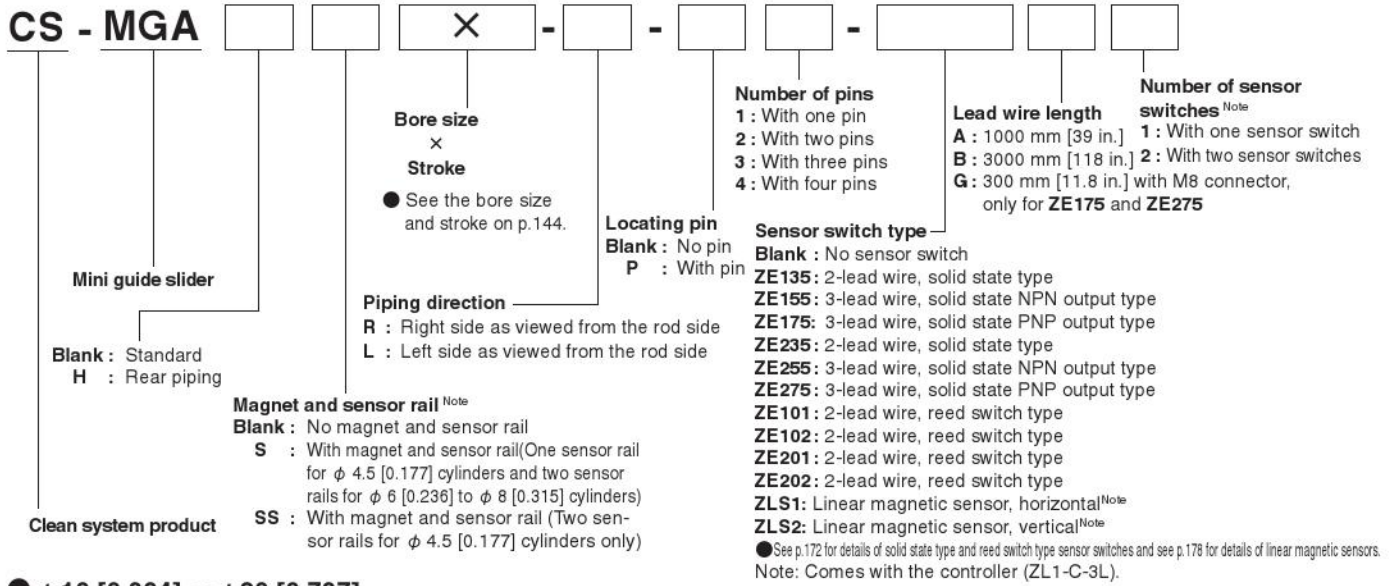 CS - MGA × - - -
Bore size
×
Stroke
● See the bore size
and stroke on p.144.
Number of pins
1 : With one pin
2 : With two pins
3 : With three pins
4 : With four pins
Lead wire length
A : 1000 mm [39 in.]
B : 3000 mm [118 in.]
G : 300 mm [11.8 in.] with M8 connector,
only for ZE175 and ZE275
Number of sensor
switches Note
1 : With one sensor switch
2 : With two sensor switches
Locating pin
Blank : No pin
P : With pin
Mini guide slider
Piping direction
R : Right side as viewed from the rod side
L : Left side as viewed from the rod side
Blank : Standard
H : Rear piping
Magnet and sensor rail Note
Blank : No magnet and sensor rail
S : With magnet and sensor rail(One sensor rail
for φ 4.5 [0.177] cylinders and two sensor
rails for φ 6 [0.236] to φ 8 [0.315] cylinders)
SS : With magnet and sensor rail (Two sen-
sor rails for φ 4.5 [0.177] cylinders only)
Clean system product
Sensor switch type
Blank : No sensor switch
ZE135 : 2-lead wire, solid state type
ZE155 : 3-lead wire, solid state NPN output type
ZE175: 3-lead wire, solid state PNP output type
ZE235 : 2-lead wire, solid state type
ZE255 : 3-lead wire, solid state NPN output type
ZE275 : 3-lead wire, solid state PNP output type
ZE101 : 2-lead wire, reed switch type
ZE102 : 2-lead wire, reed switch type
ZE201 : 2-lead wire, reed switch type
ZE202 : 2-lead wire, reed switch type
ZLS1: Linear magnetic sensor, horizontal Note
ZLS2: Linear magnetic sensor, vertical Note
●See p.172 for details of solid state type and reed switch type sensor switches and see p.178 for details of linear magnetic sensors.
Note: Comes with the controller (ZL1-C-3L).